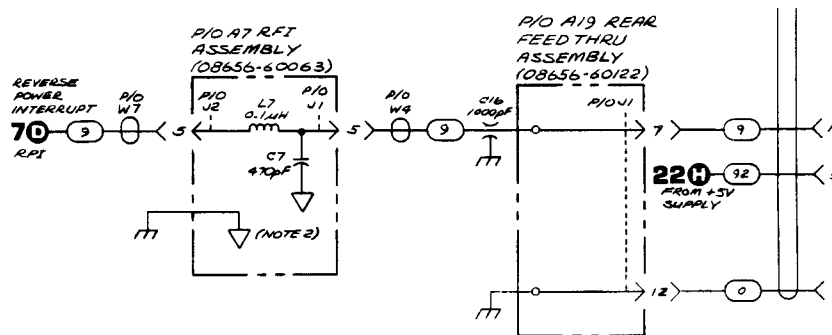 P/O A7 RFI
ASSEMBLY
(08656-60063)
P/O A19 REAR
FEED THRU
ASSEMBLY
(08656-60122)
REVERSE
POWER
INTERRUPT
7 D
RPI
9
P/O
W7
5
P/O
J2
L7
0.1µH
P/O
J1
C7
470pF
5
P/O
W4
9
C16
1000pF
P/O J1
7
9
22 H
FROM +5V
SUPPLY
92
(NOTE 2)
12
0